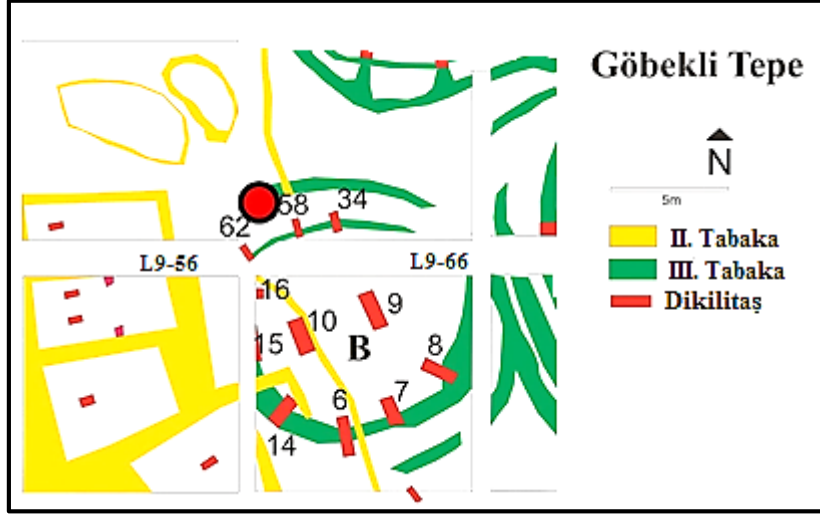 Göbekli Tepe
N
5m
II. Tabaka
III. Tabaka
Dikilitaş
58
34
62
L9-56
L9-66
16
10
9
15
B
8
7
6
14